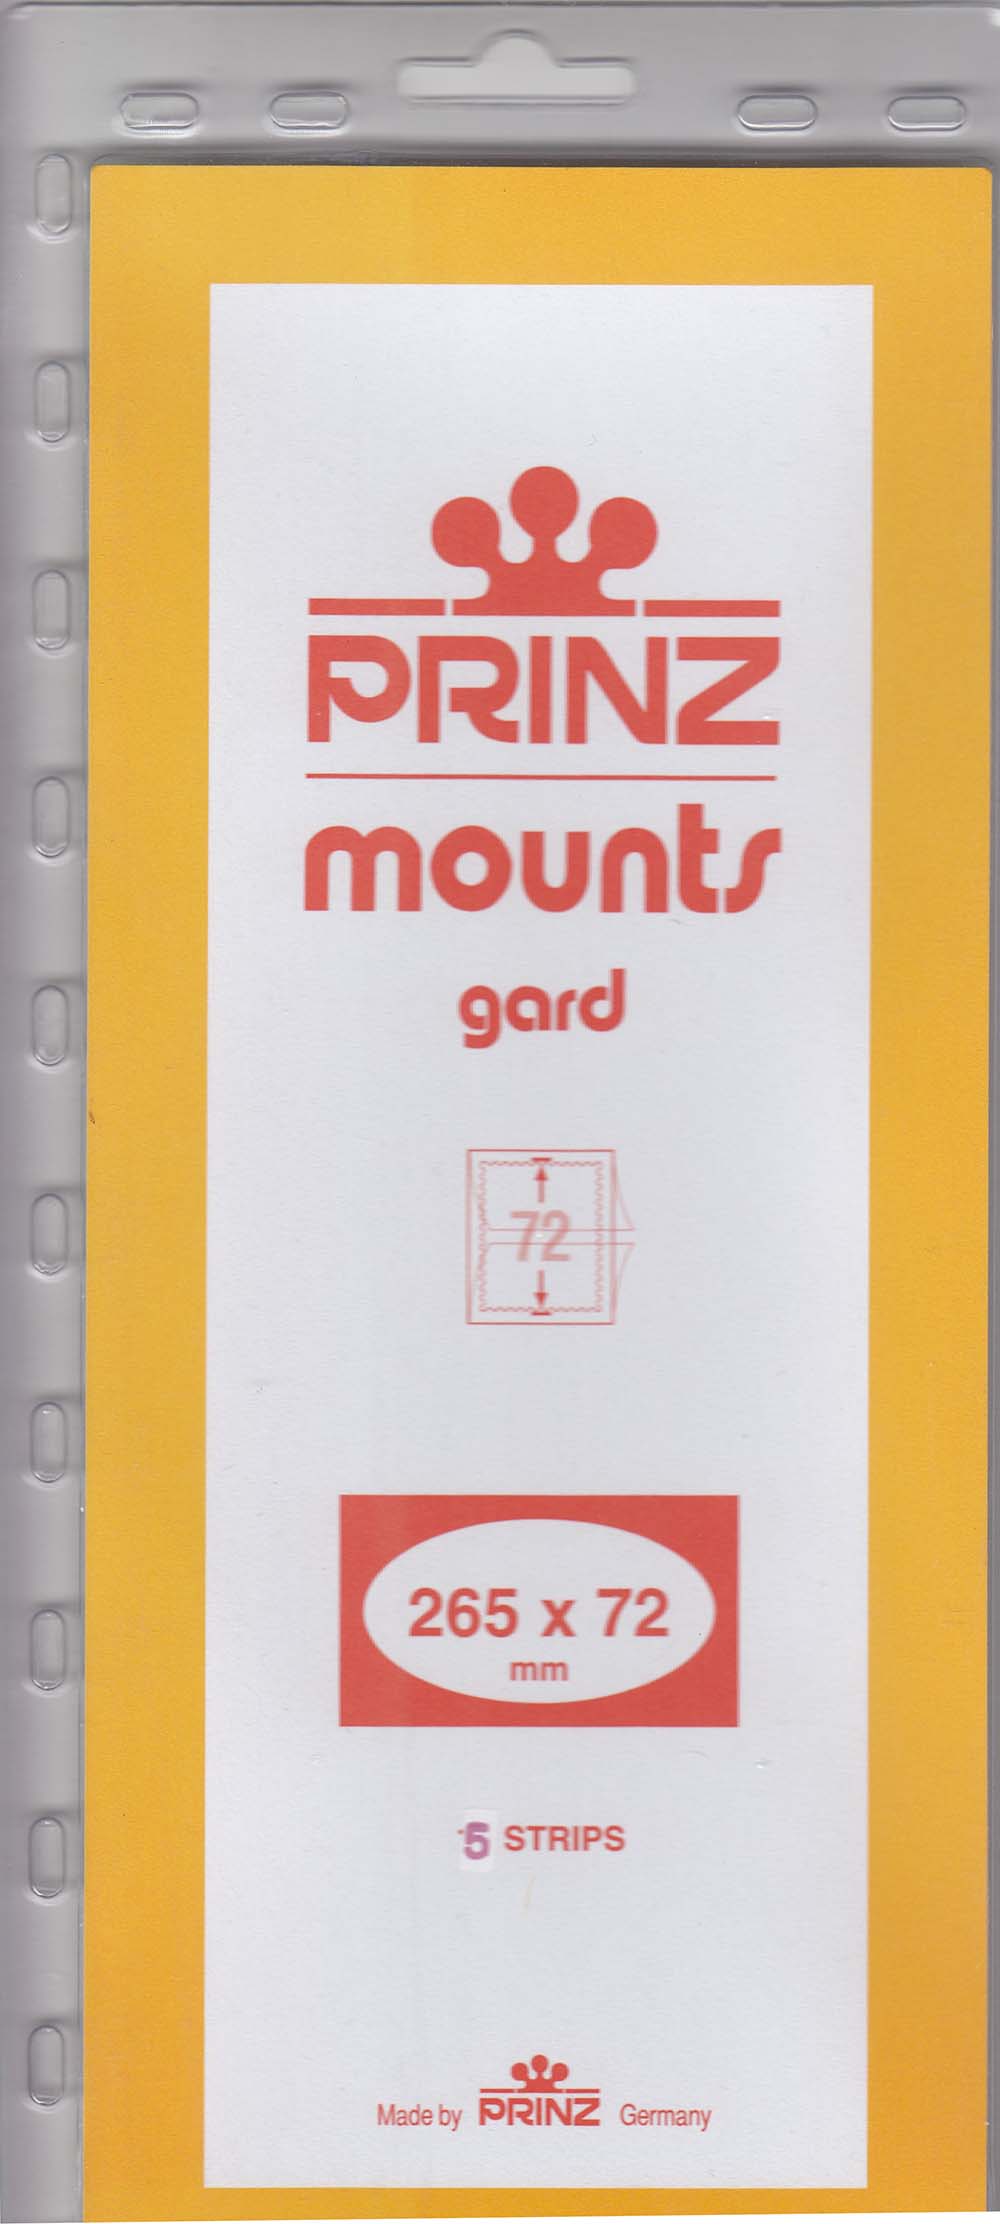 PRINZ
mounts
gard
72
265 x 72
mm
5 STRIPS
Made by PRINZ Germany